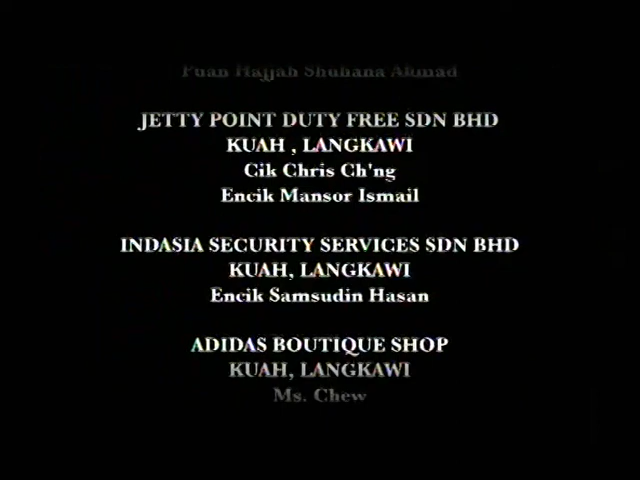 Puan Hajjah Shuhana Ahmad
JETTY POINT DUTY FREE SDN BHD
KUAH , LANGKAWI
Cik Chris Ch'ng
Encik Mansor Ismail
INDASIA SECURITY SERVICES SDN BHD
KUAH, LANGKAWI
Encik Samsudin Hasan
ADIDAS BOUTIQUE SHOP
KUAH, LANGKAWI
Ms. Chew